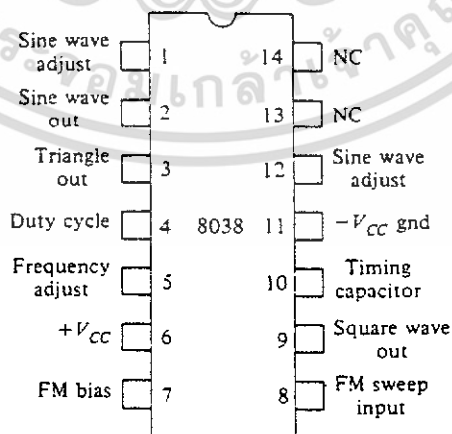 Sine wave
adjust
1
14
NC
Sine wave
out
2
13
NC
Triangle
out
3
12
Sine wave
adjust
Duty cycle
4
8038
11
−V_CC gnd
Frequency
adjust
5
10
Timing
capacitor
+V_CC
6
9
Square wave
out
FM bias
7
8
FM sweep
input